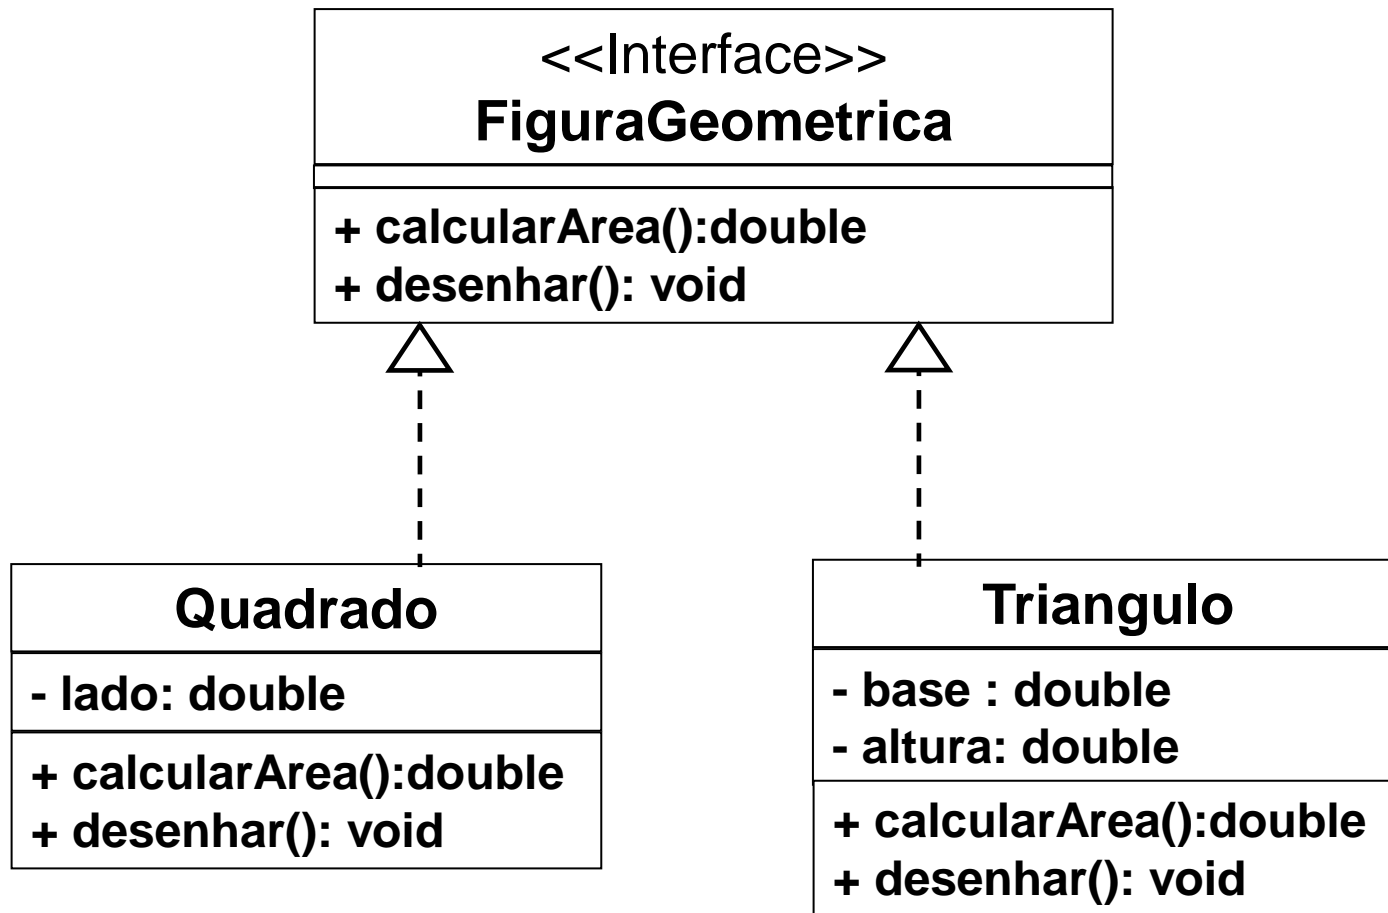 <<Interface>>
FiguraGeometrica
+ calcularArea():double
+ desenhar(): void
Quadrado
- lado: double
+ calcularArea():double
+ desenhar(): void
Triangulo
- base : double
- altura: double
+ calcularArea():double
+ desenhar(): void